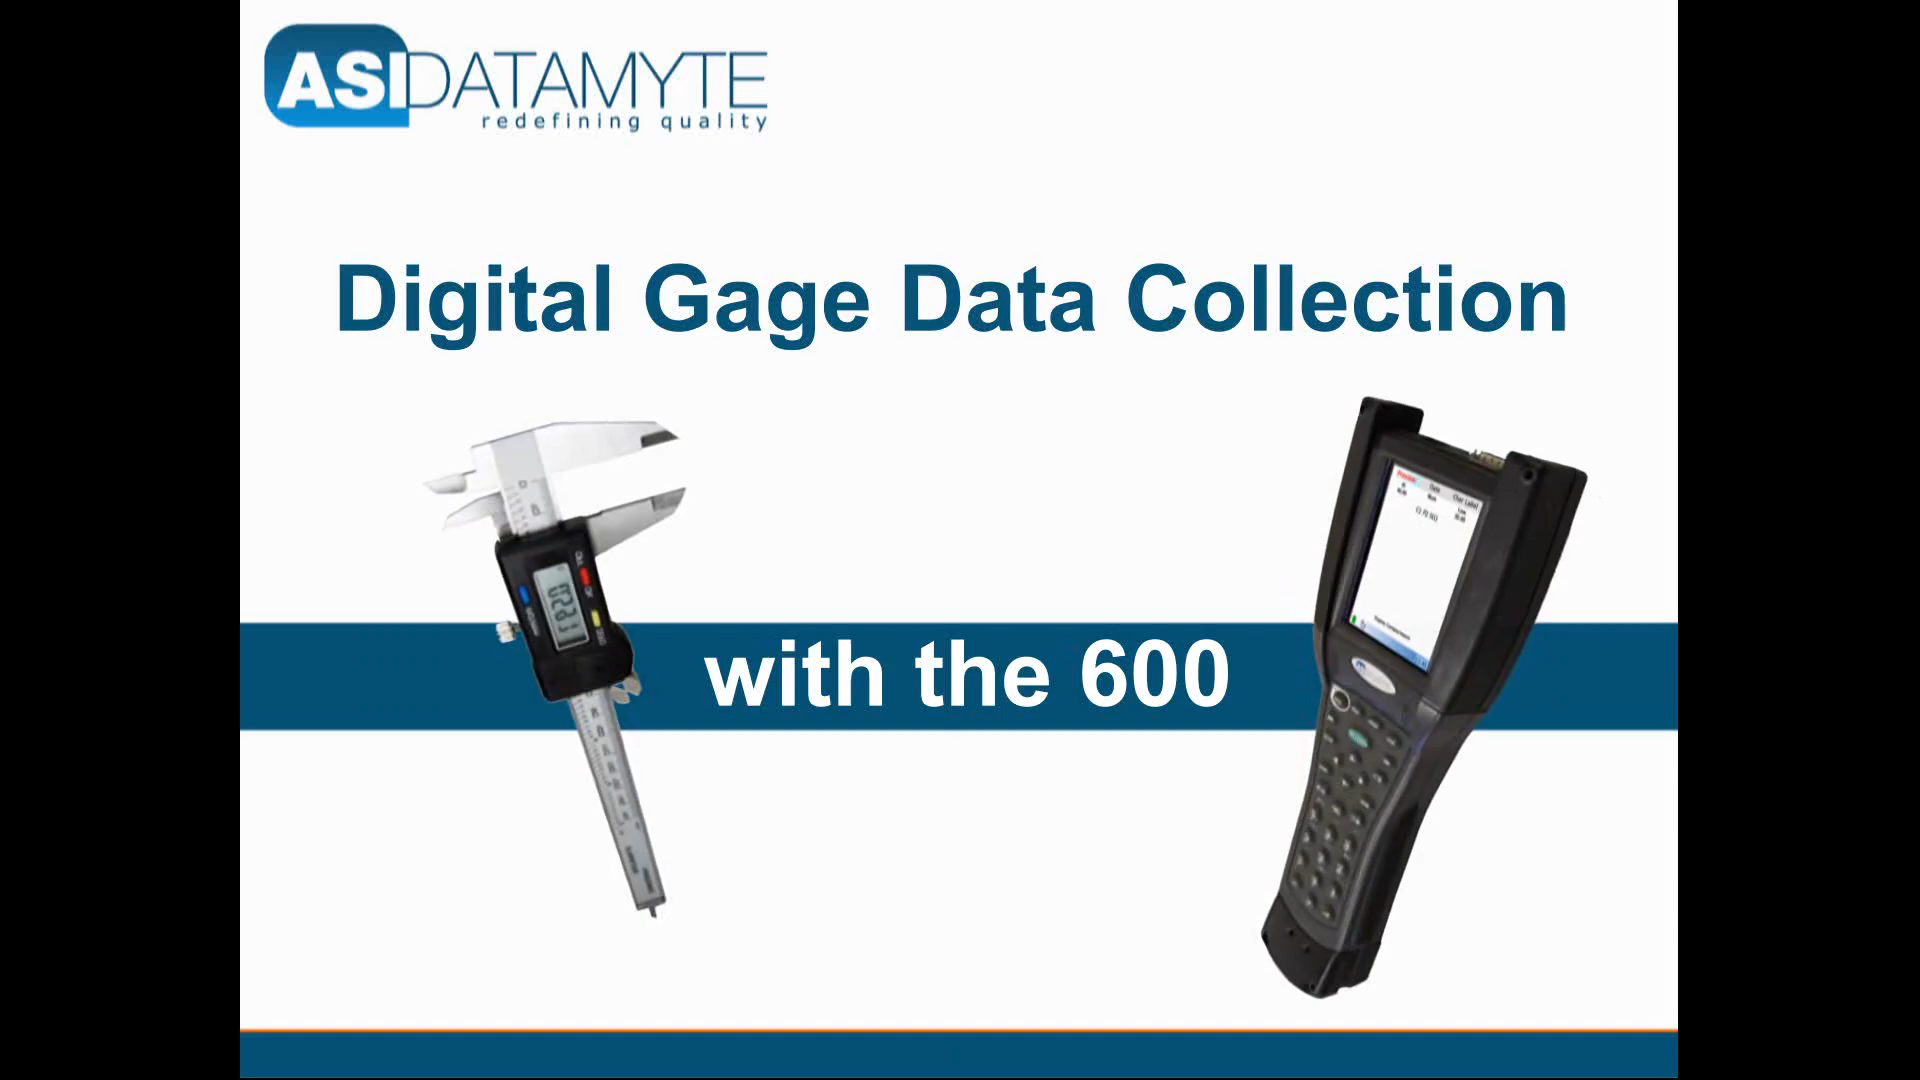 ASIDATAMYTE
redefining quality
Digital Gage Data Collection
with the 600